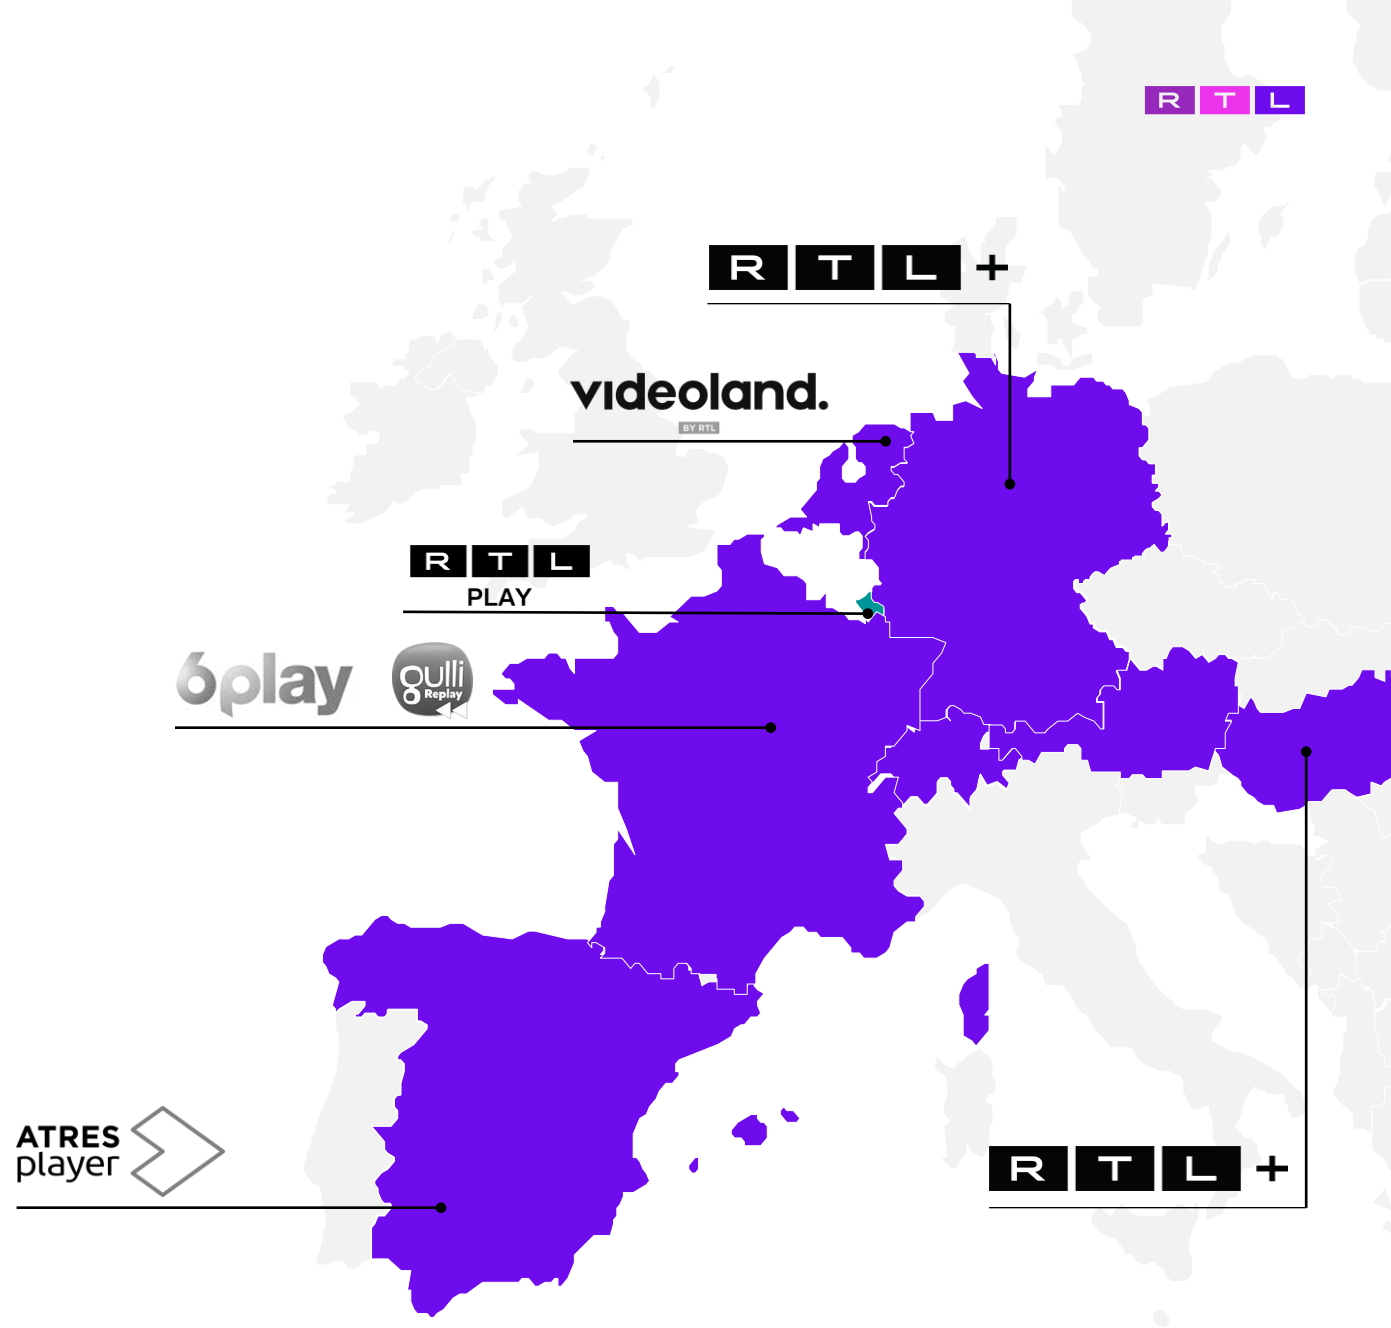 RTL
RTL+
videoland.
BY RTL
RTL
PLAY
6play
gulli
Replay
ATRES
player
RTL+